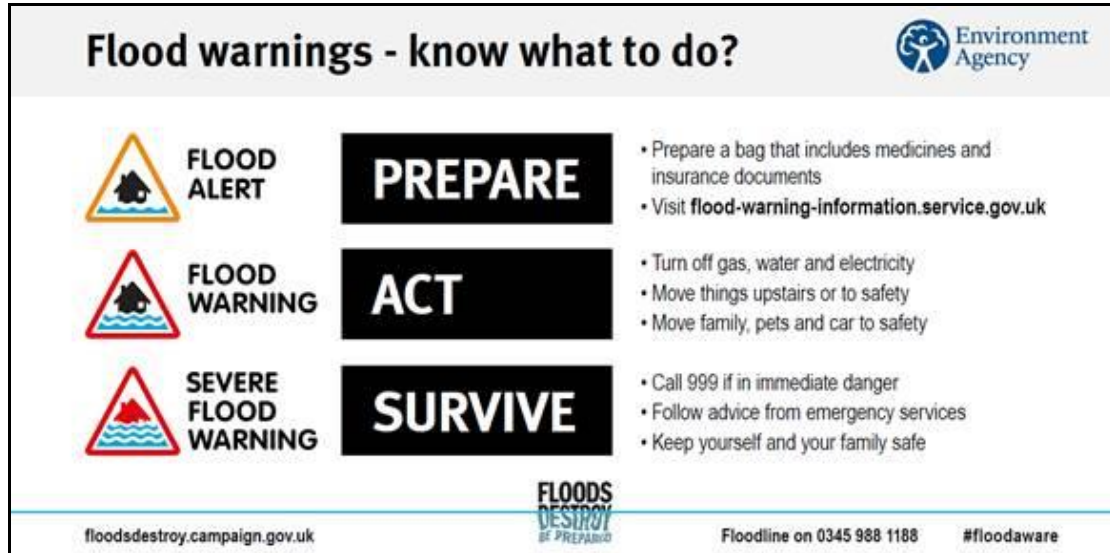 Flood warnings - know what to do?
Environment
Agency
FLOOD
ALERT
PREPARE
• Prepare a bag that includes medicines and
insurance documents
• Visit flood-warning-information.service.gov.uk
FLOOD
WARNING
ACT
• Turn off gas, water and electricity
• Move things upstairs or to safety
• Move family, pets and car to safety
SEVERE
FLOOD
WARNING
SURVIVE
• Call 999 if in immediate danger
• Follow advice from emergency services
• Keep yourself and your family safe
floodsdestroy.campaign.gov.uk
FLOODS
DESTROY
BE PREPARED
Floodline on 0345 988 1188
#floodaware